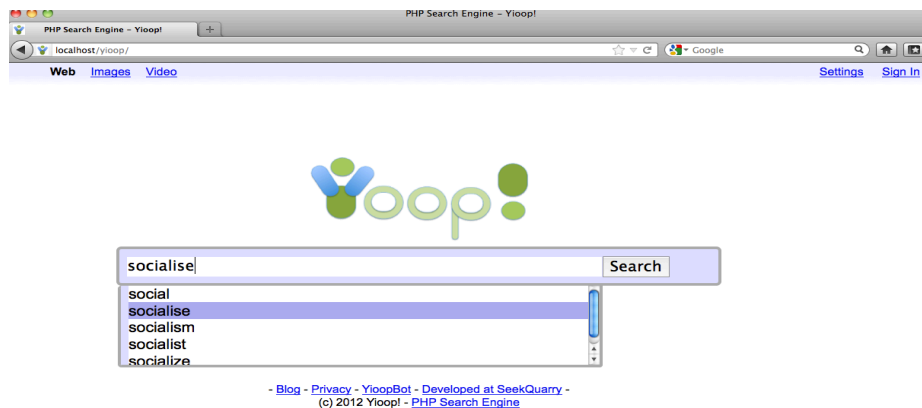 PHP Search Engine – Yioop!
PHP Search Engine – Yioop!
localhost/yioop/
Google
Web Images Video
Settings Sign In
Yioop!
socialise
Search
social
socialise
socialism
socialist
socialize
- Blog - Privacy - YioopBot - Developed at SeekQuarry -
(c) 2012 Yioop! - PHP Search Engine